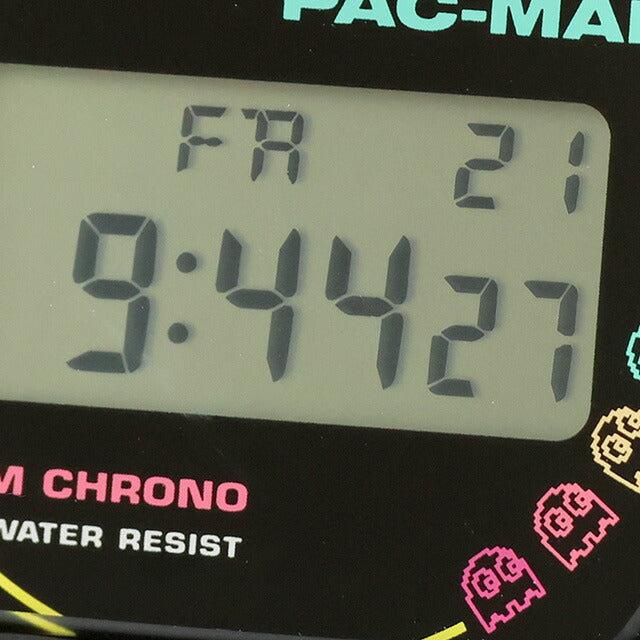 PAC-MA
FR 21
9:44 27
M CHRONO
WATER RESIST